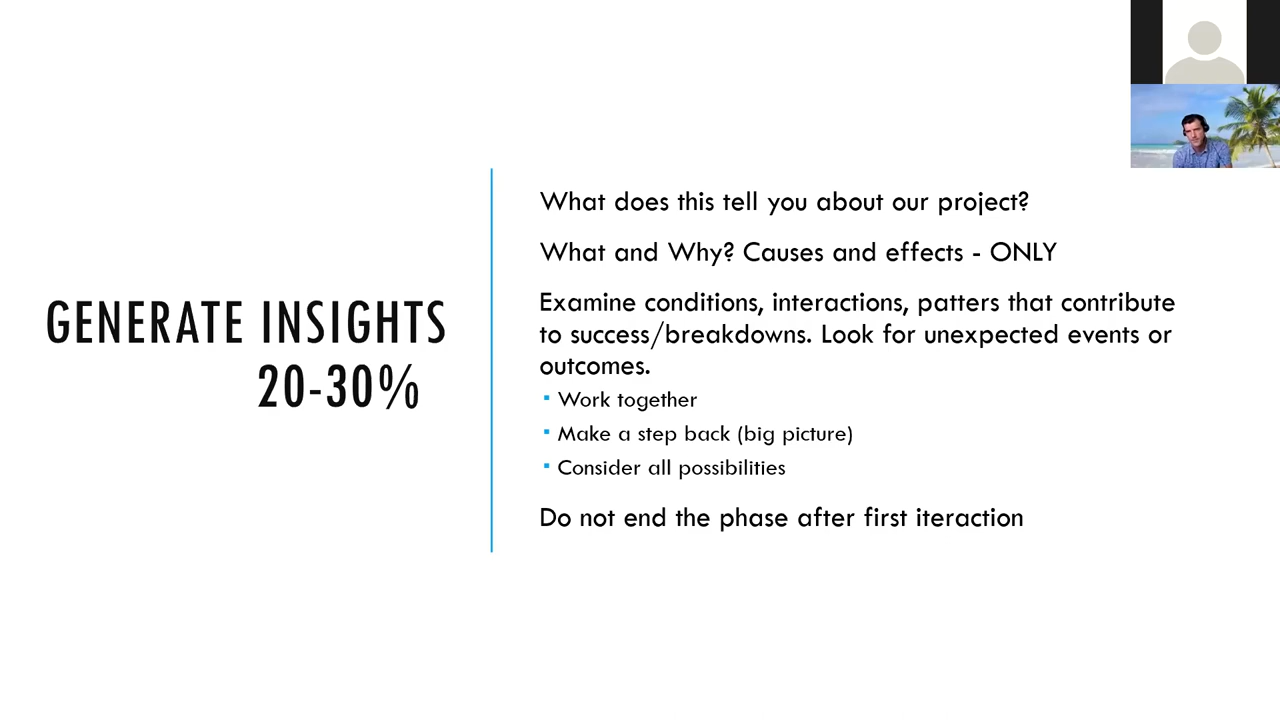 GENERATE INSIGHTS
20-30%
What does this tell you about our project?
What and Why? Causes and effects - ONLY
Examine conditions, interactions, patters that contribute
to success/breakdowns. Look for unexpected events or
outcomes.
▪ Work together
▪ Make a step back (big picture)
▪ Consider all possibilities
Do not end the phase after first iteraction